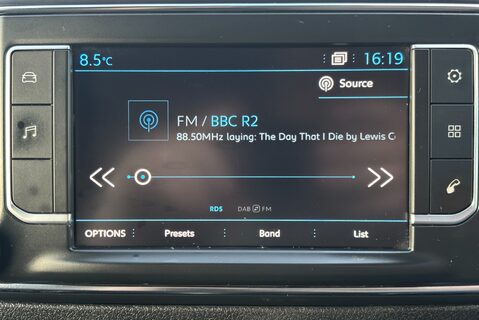 8.5°C
16:19
Source
FM / BBC R2
88.50MHz laying: The Day That I Die by Lewis C
RDS DAB FM
OPTIONS Presets Band List